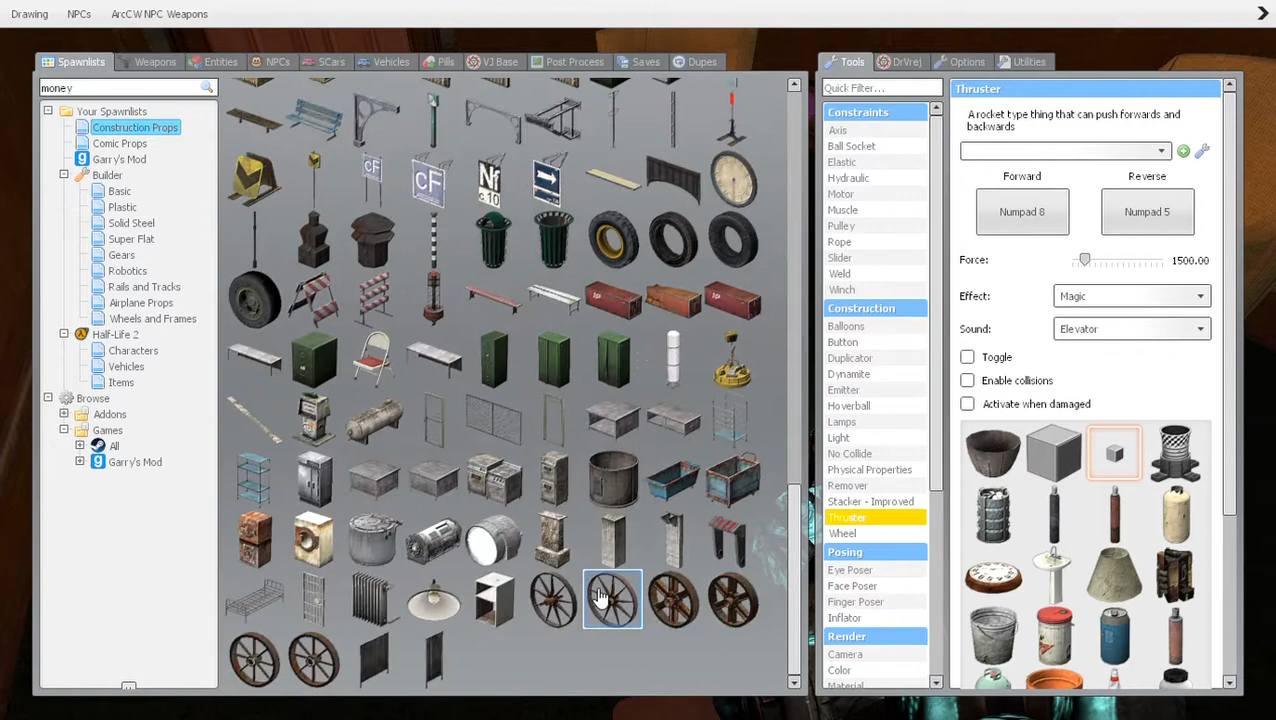 Drawing NPCs ArcCW NPC Weapons
Spawnlists Weapons Entities NPCs SCars Vehicles Pills VJ Base Post Process Saves Dupes
money
Your Spawnlists
Construction Props
Comic Props
Garry's Mod
Builder
Basic
Plastic
Solid Steel
Super Flat
Gears
Robotics
Rails and Tracks
Airplane Props
Wheels and Frames
Half-Life 2
Characters
Vehicles
Items
Browse
Addons
Games
All
Garry's Mod
cF
cF
Nf
c 10
Tools DrVrej Options Utilities
Quick Filter...
Constraints
Axis
Ball Socket
Elastic
Hydraulic
Motor
Muscle
Pulley
Rope
Slider
Weld
Winch
Construction
Balloons
Button
Duplicator
Dynamite
Emitter
Hoverball
Lamps
Light
No Collide
Physical Properties
Remover
Stacker - Improved
Thruster
Wheel
Posing
Eye Poser
Face Poser
Finger Poser
Inflator
Render
Camera
Color
Material
Thruster
A rocket type thing that can push forwards and
backwards
Forward Reverse
Numpad 8 Numpad 5
Force: 1500.00
Effect: Magic
Sound: Elevator
Toggle
Enable collisions
Activate when damaged